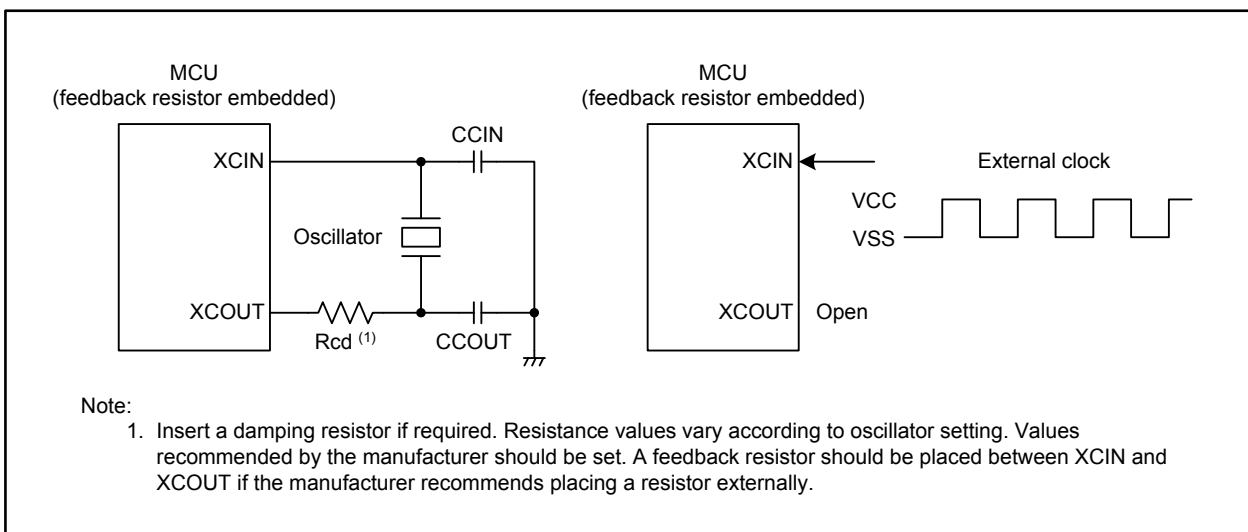 MCU
(feedback resistor embedded)
XCIN
CCIN
Oscillator
XCOUT
Rcd (1)
CCOUT
MCU
(feedback resistor embedded)
XCIN
External clock
VCC
VSS
XCOUT
Open
Note:
1. Insert a damping resistor if required. Resistance values vary according to oscillator setting. Values
recommended by the manufacturer should be set. A feedback resistor should be placed between XCIN and
XCOUT if the manufacturer recommends placing a resistor externally.